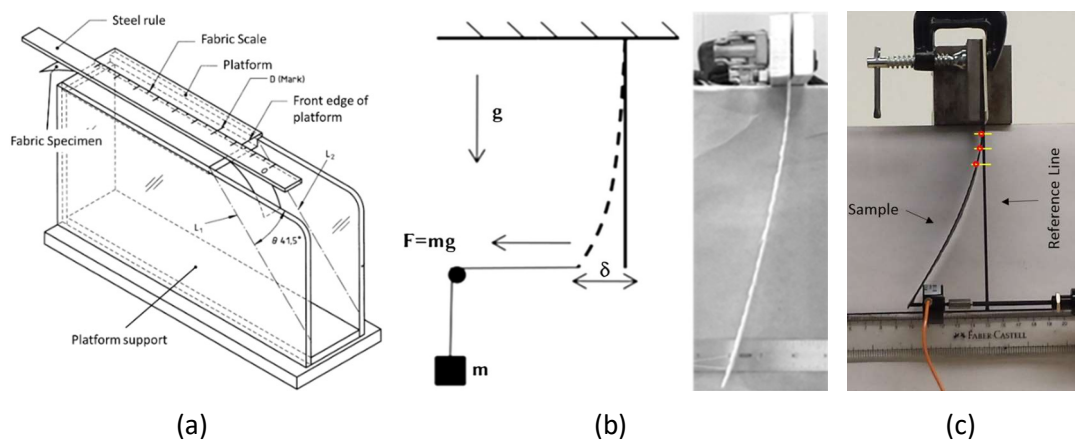 Steel rule
Fabric Scale
Platform
D (Mark)
Front edge of
platform
Fabric Specimen
L₂
L₁
θ 41,5°
Platform support
g
F=mg
δ
m
Sample
Reference Line
FABER CASTELL
(a)
(b)
(c)